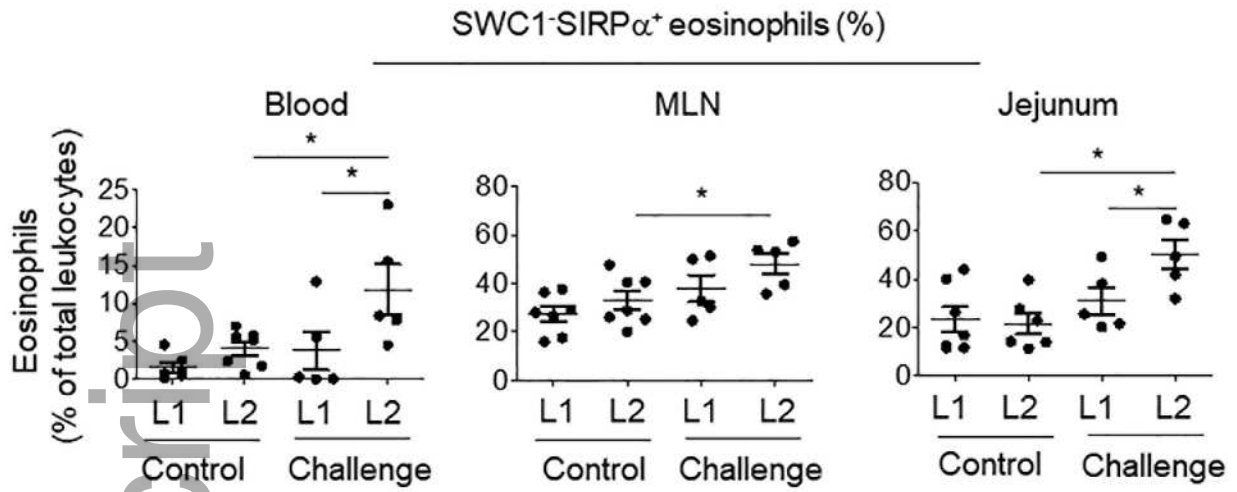 SWC1⁻SIRPα⁺ eosinophils (%)
Blood
MLN
Jejunum
Eosinophils
(% of total leukocytes)
25
20
15
10
5
0
*
*
L1 L2 L1 L2
Control Challenge
80
60
40
20
0
*
L1 L2 L1 L2
Control Challenge
80
60
40
20
0
*
*
L1 L2 L1 L2
Control Challenge